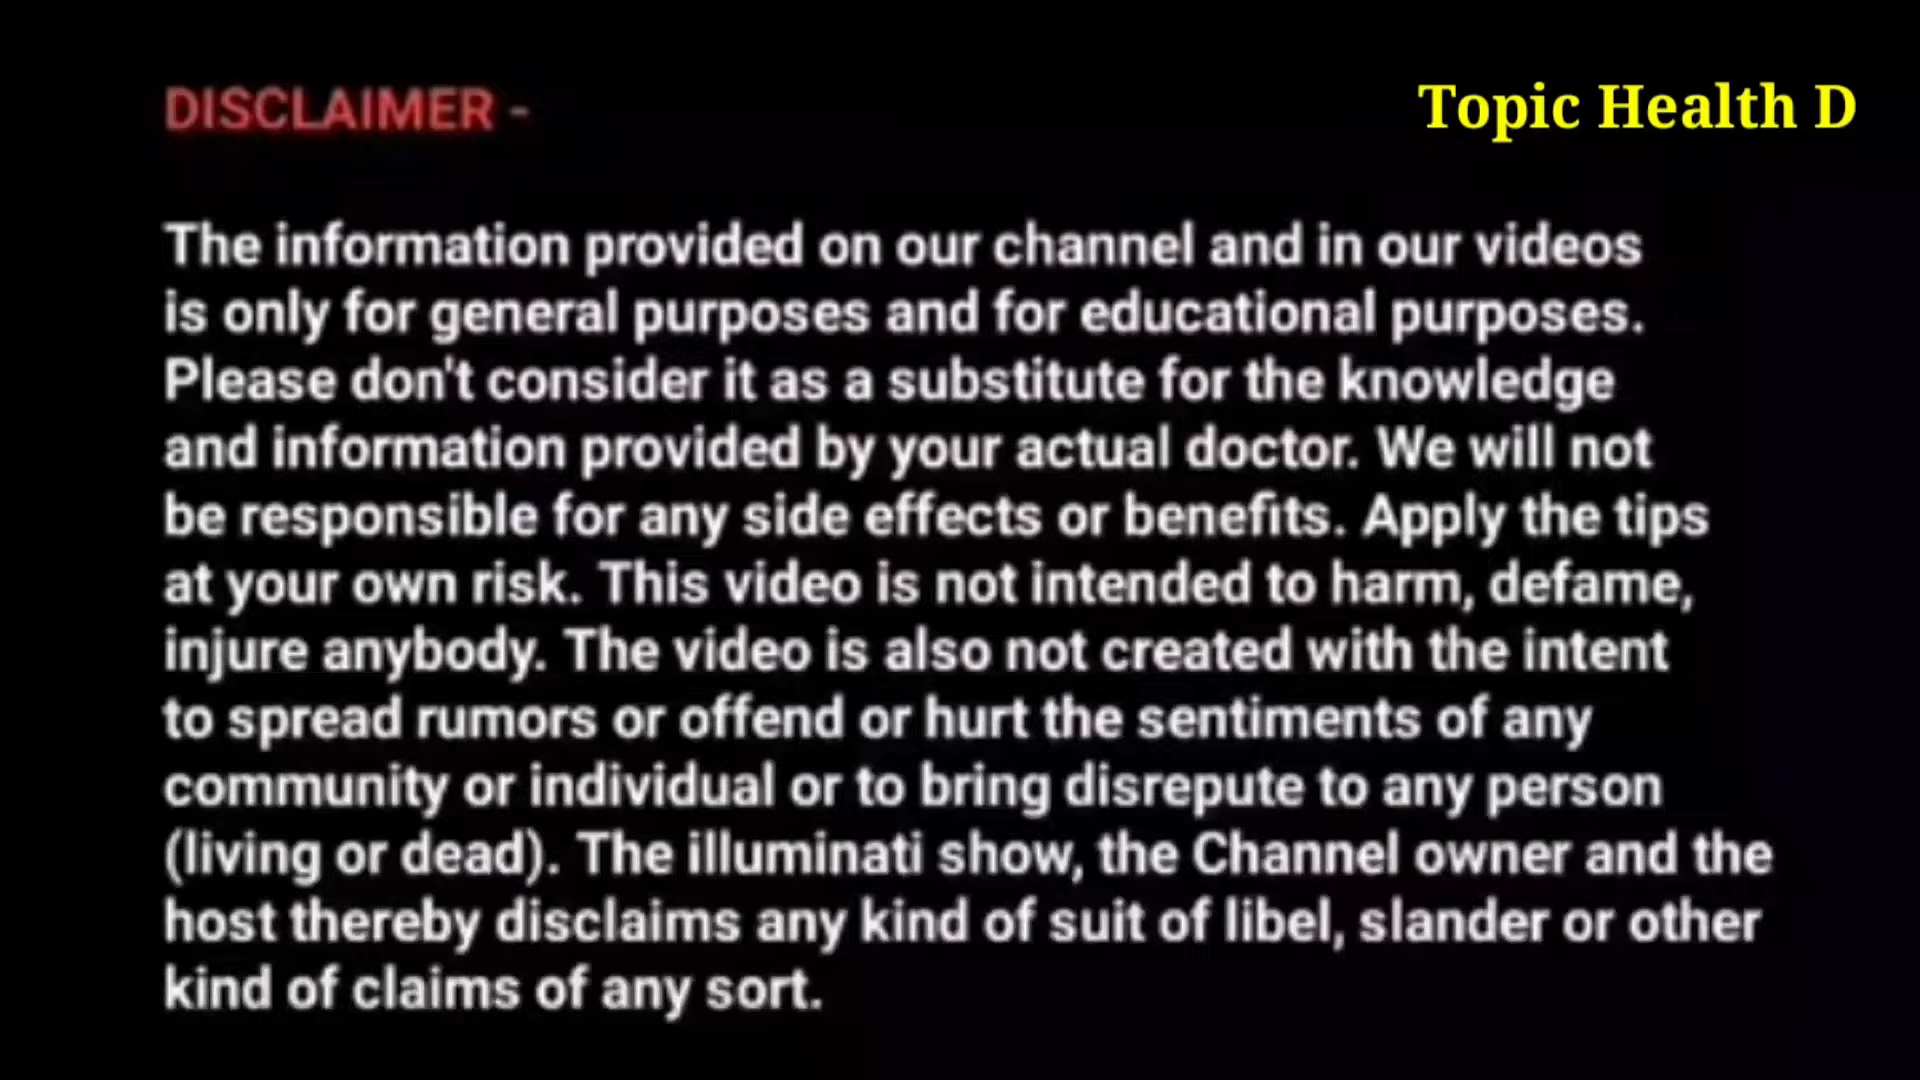 DISCLAIMER -
Topic Health D
The information provided on our channel and in our videos
is only for general purposes and for educational purposes.
Please don't consider it as a substitute for the knowledge
and information provided by your actual doctor. We will not
be responsible for any side effects or benefits. Apply the tips
at your own risk. This video is not intended to harm, defame,
injure anybody. The video is also not created with the intent
to spread rumors or offend or hurt the sentiments of any
community or individual or to bring disrepute to any person
(living or dead). The illuminati show, the Channel owner and the
host thereby disclaims any kind of suit of libel, slander or other
kind of claims of any sort.